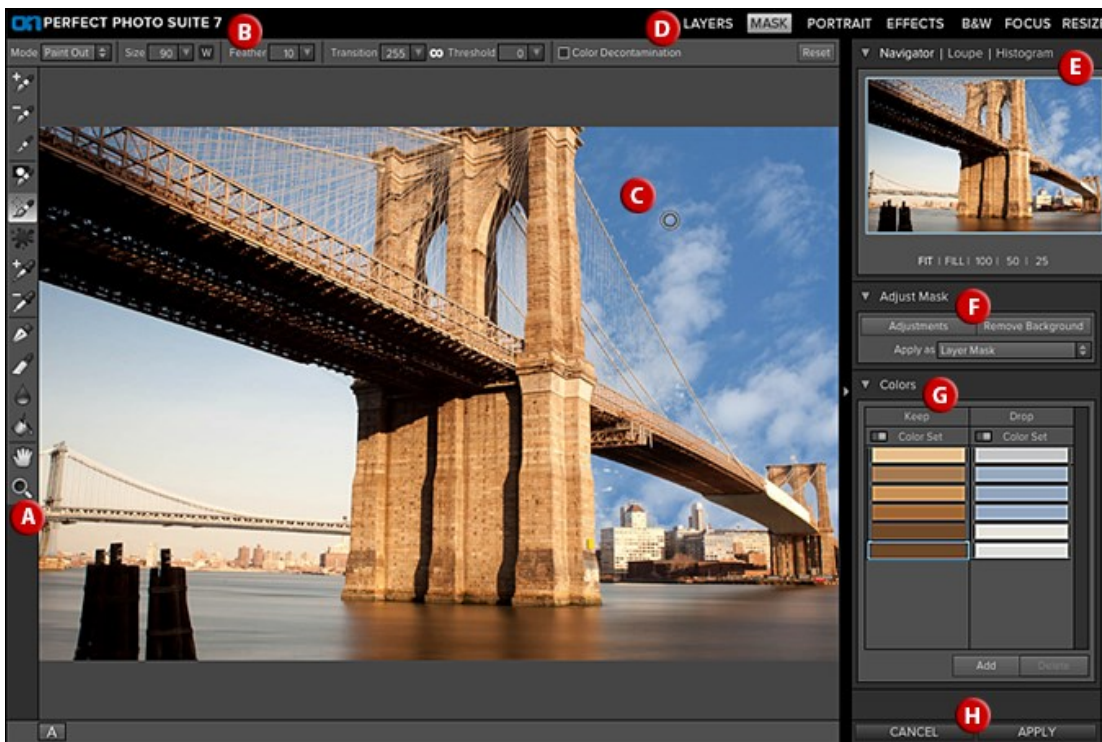 on PERFECT PHOTO SUITE 7
B
D
LAYERS MASK PORTRAIT EFFECTS B&W FOCUS RESIZ
Mode Paint Out Size 90 W Feather 10 Transition 255 Threshold 0 Color Decontamination Reset
Navigator | Loupe | Histogram
E
C
FIT | FILL | 100 | 50 | 25
Adjust Mask
F
Adjustments Remove Background
Apply as Layer Mask
Colors
G
Keep Drop
Color Set Color Set
A
Add Delete
H
A
CANCEL APPLY